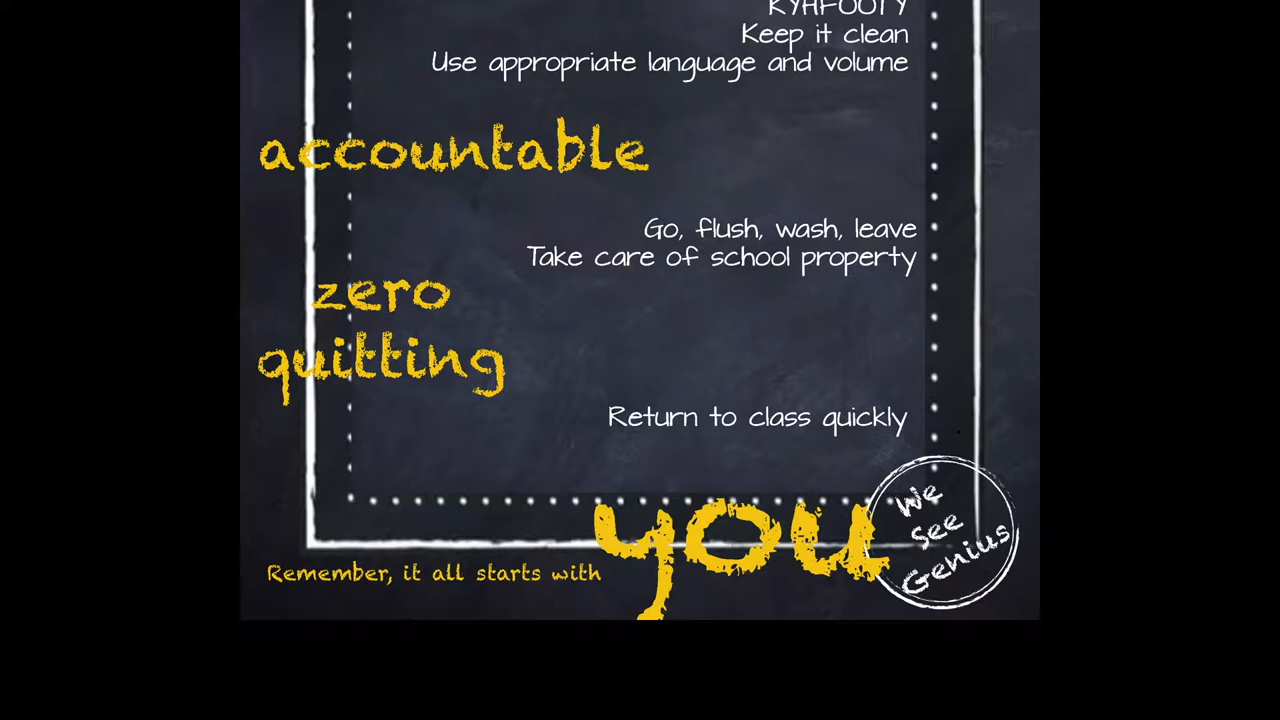 KYHFOOTY
Keep it clean
Use appropriate language and volume
accountable
Go, flush, wash, leave
Take care of school property
zero
quitting
Return to class quickly
Remember, it all starts with
you
We
See
Genius